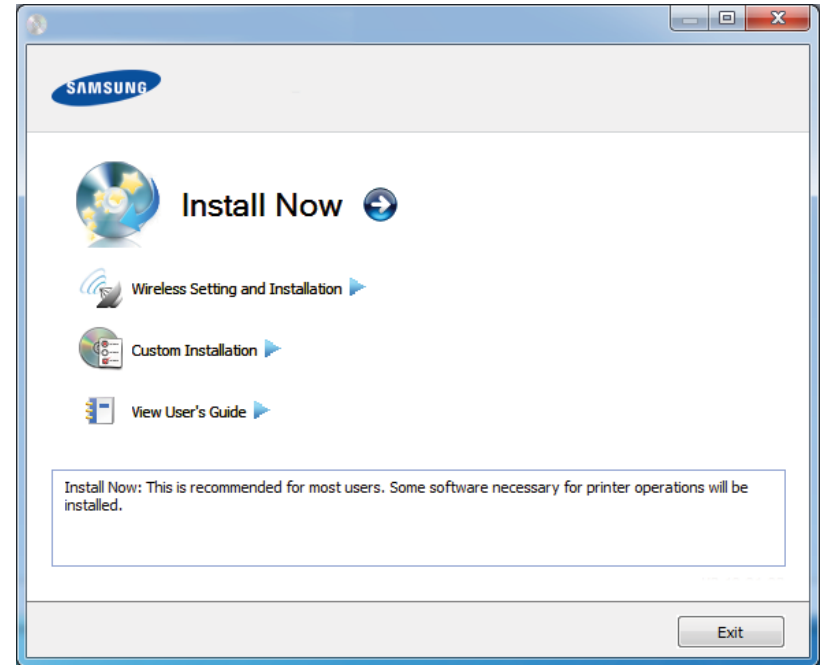 SAMSUNG
Install Now
Wireless Setting and Installation
Custom Installation
View User's Guide
Install Now: This is recommended for most users. Some software necessary for printer operations will be
installed.
Exit